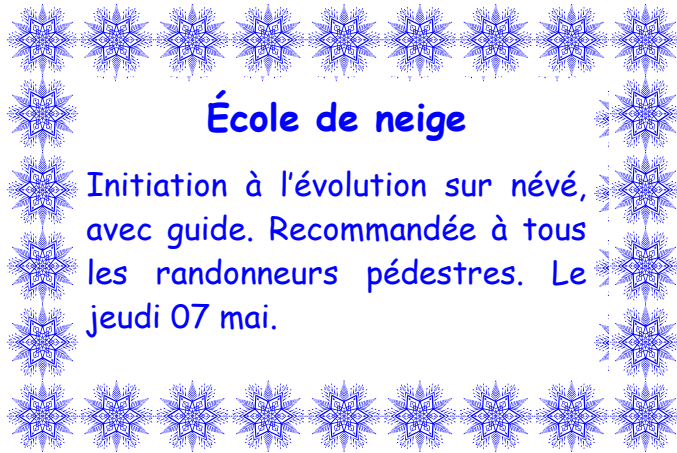 École de neige
Initiation à l’évolution sur névé,
avec guide. Recommandée à tous
les randonneurs pédestres. Le
jeudi 07 mai.